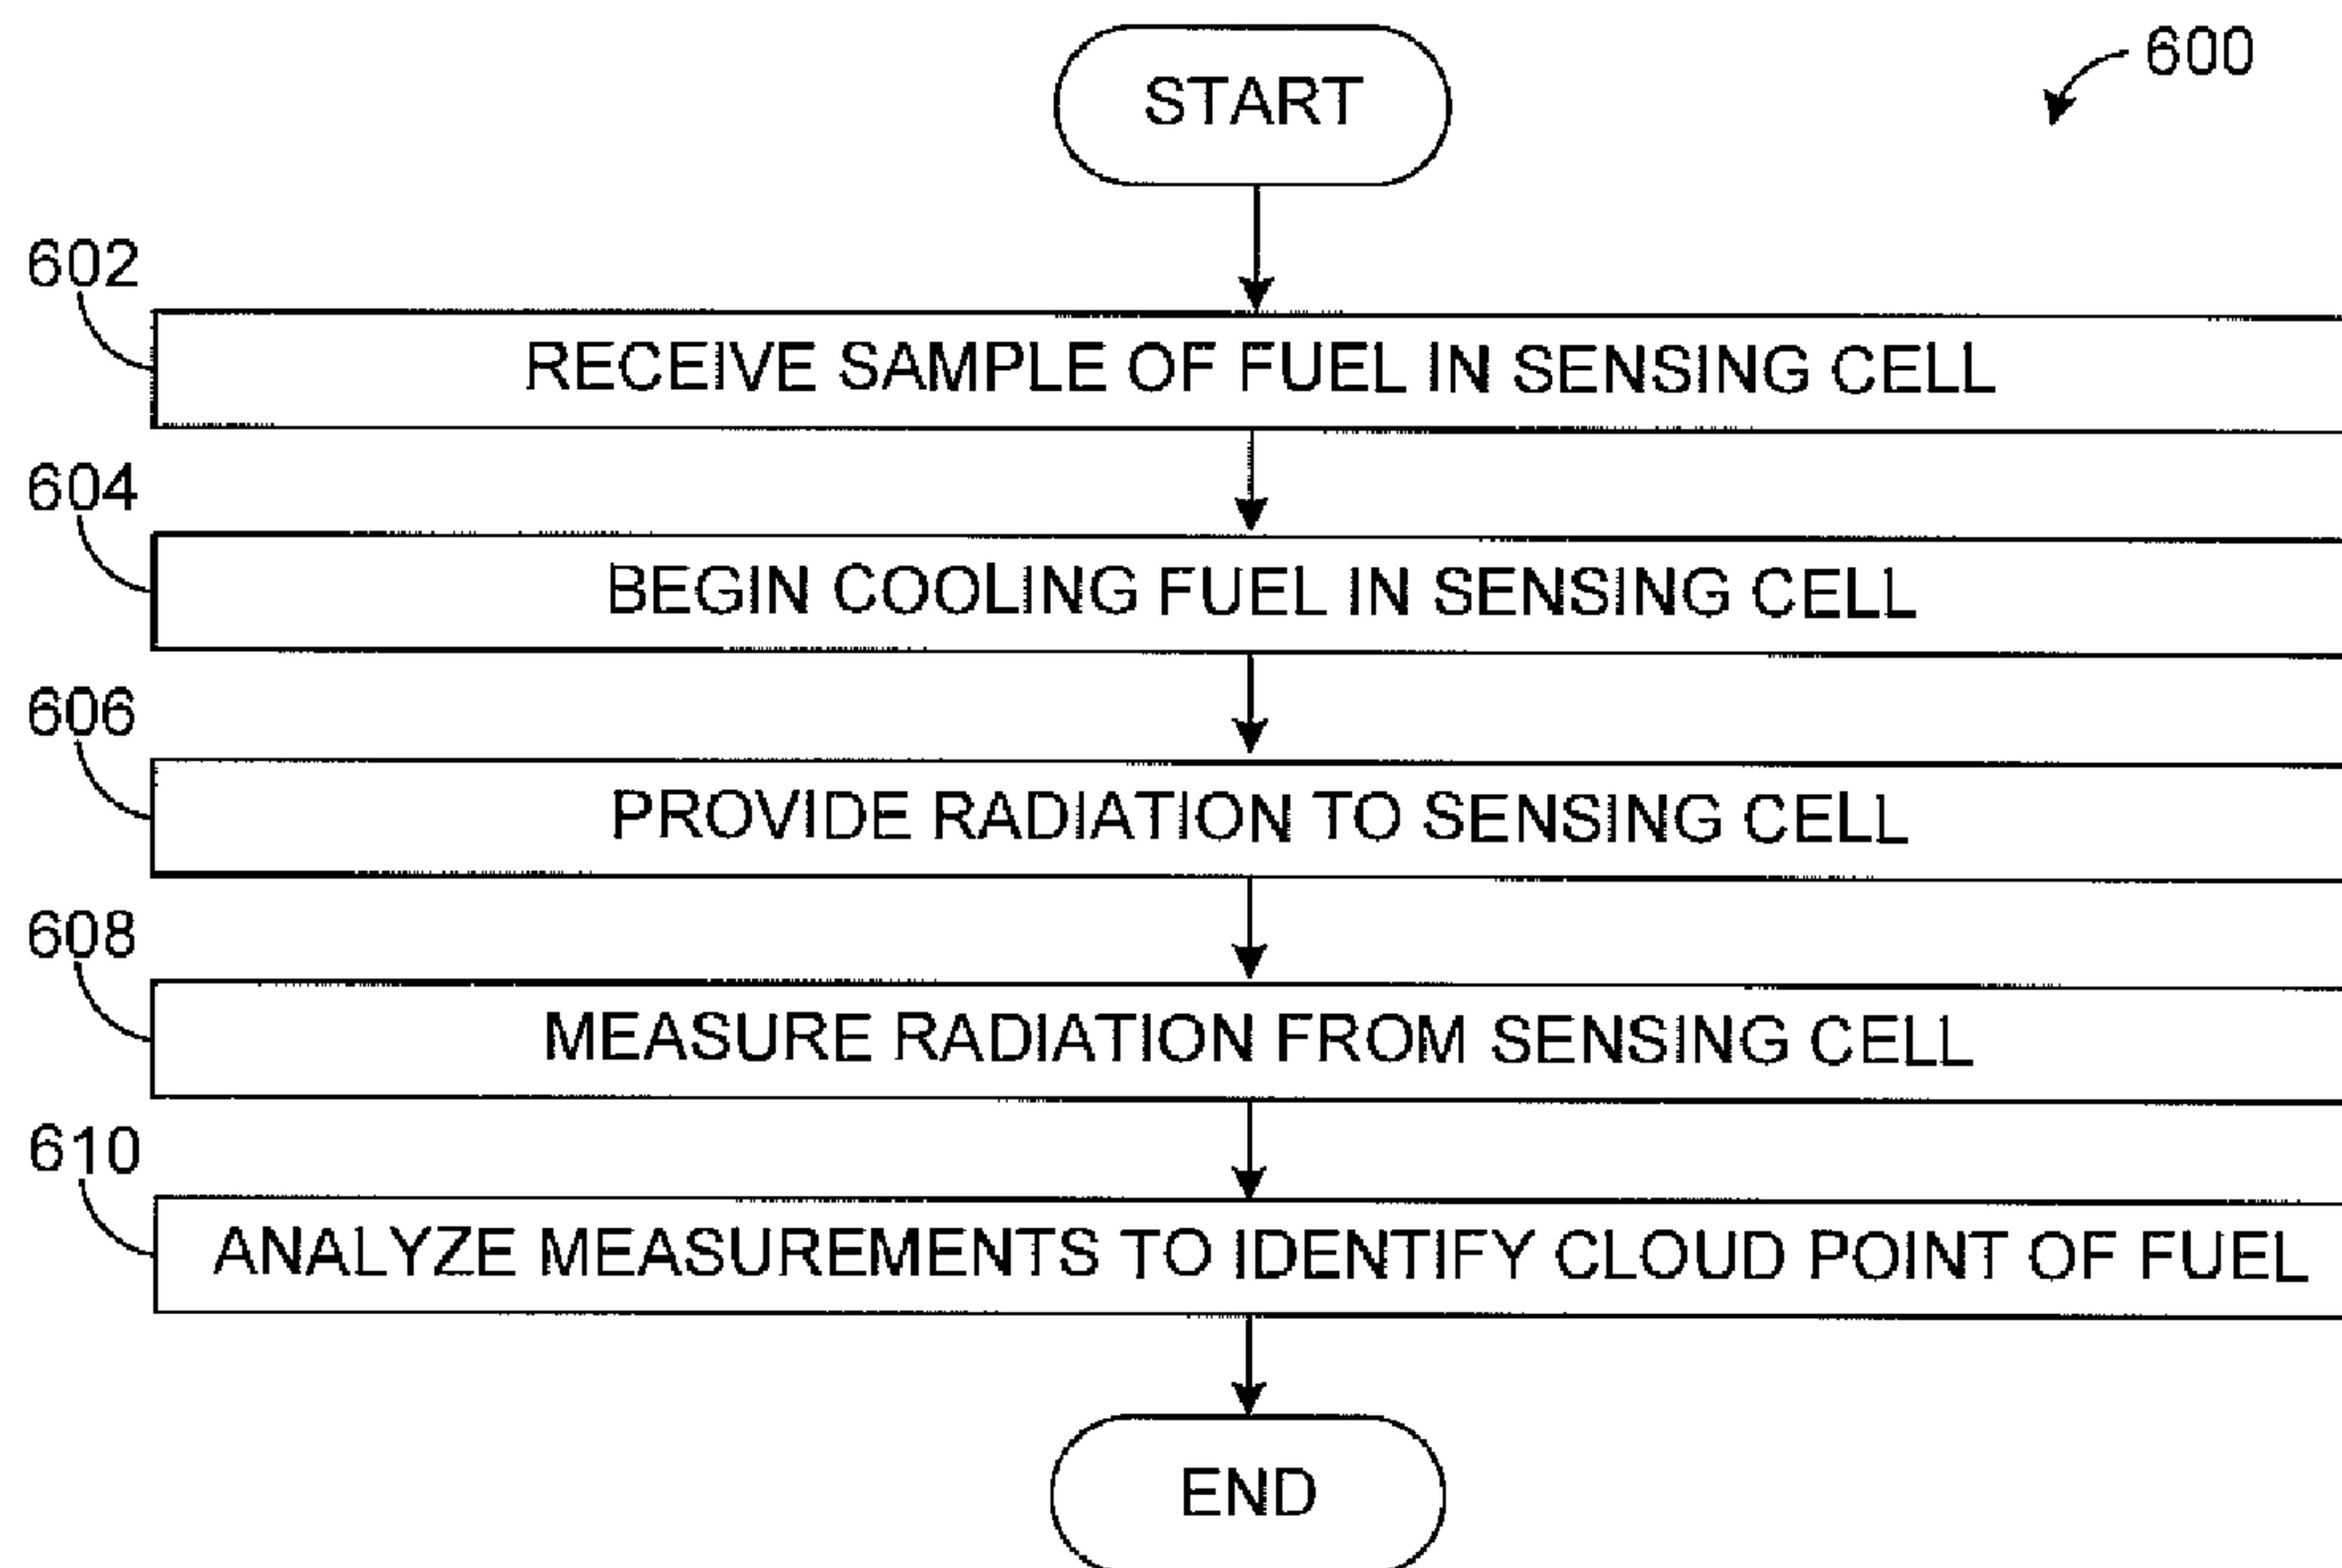 START
600
602
RECEIVE SAMPLE OF FUEL IN SENSING CELL
604
BEGIN COOLING FUEL IN SENSING CELL
606
PROVIDE RADIATION TO SENSING CELL
608
MEASURE RADIATION FROM SENSING CELL
610
ANALYZE MEASUREMENTS TO IDENTIFY CLOUD POINT OF FUEL
END